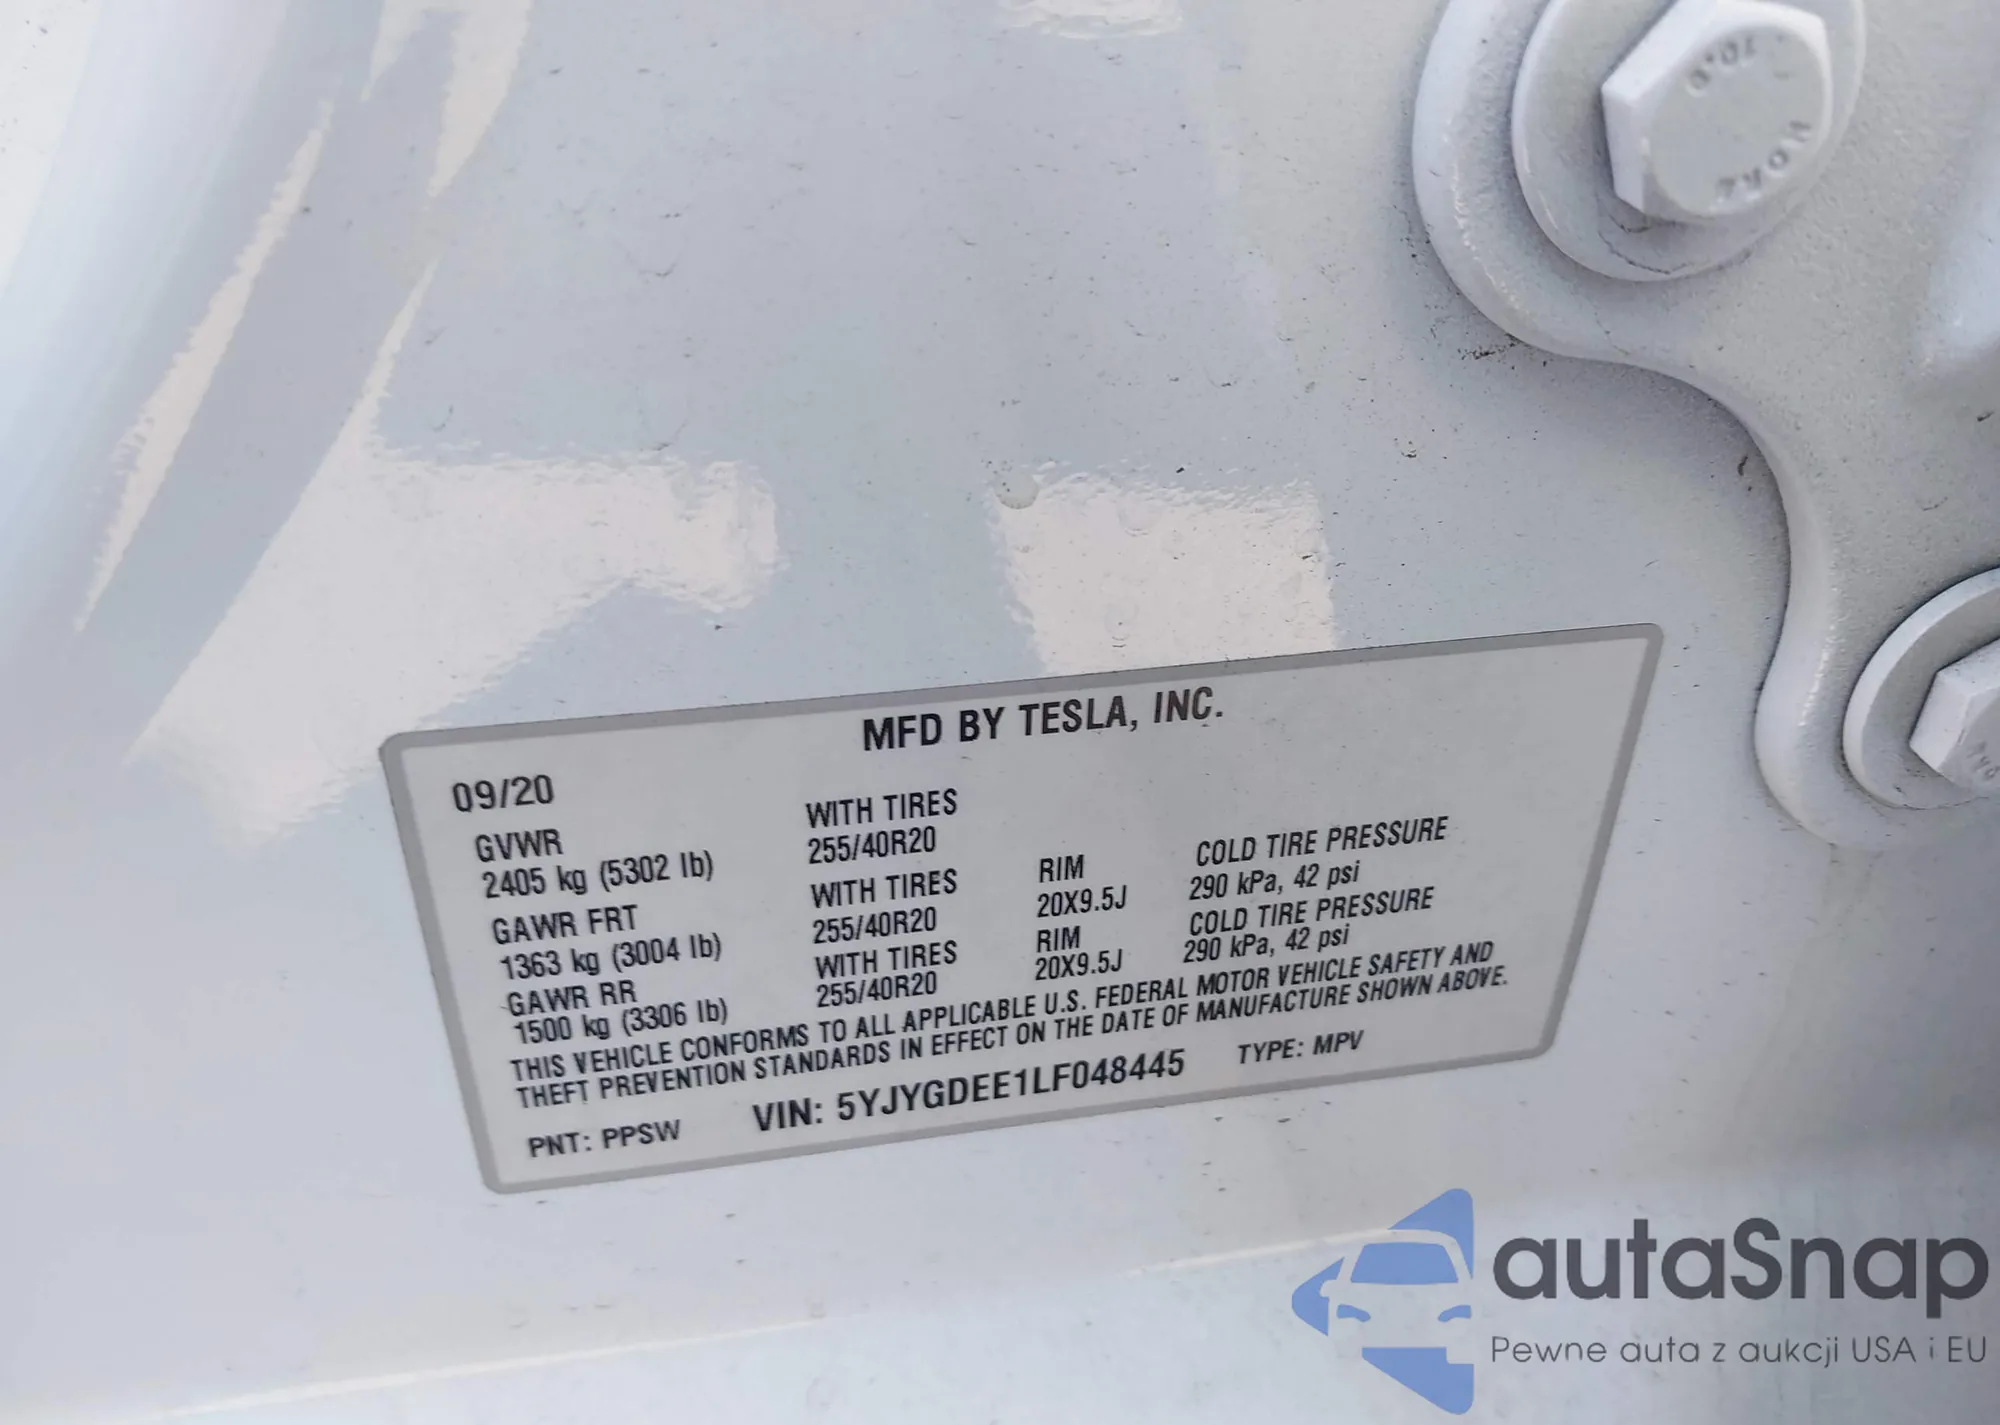 10.9
MFD BY TESLA, INC.
09/20
GVWR
2405 kg (5302 lb)
WITH TIRES
255/40R20
GAWR FRT
1363 kg (3004 lb)
WITH TIRES
255/40R20
RIM
20X9.5J
COLD TIRE PRESSURE
290 kPa, 42 psi
GAWR RR
1500 kg (3306 lb)
WITH TIRES
255/40R20
RIM
20X9.5J
COLD TIRE PRESSURE
290 kPa, 42 psi
THIS VEHICLE CONFORMS TO ALL APPLICABLE U.S. FEDERAL MOTOR VEHICLE SAFETY AND
THEFT PREVENTION STANDARDS IN EFFECT ON THE DATE OF MANUFACTURE SHOWN ABOVE.
PNT: PPSW VIN: 5YJYGDEE1LF048445 TYPE: MPV
autaSnap
Pewne auta z aukcji USA i EU